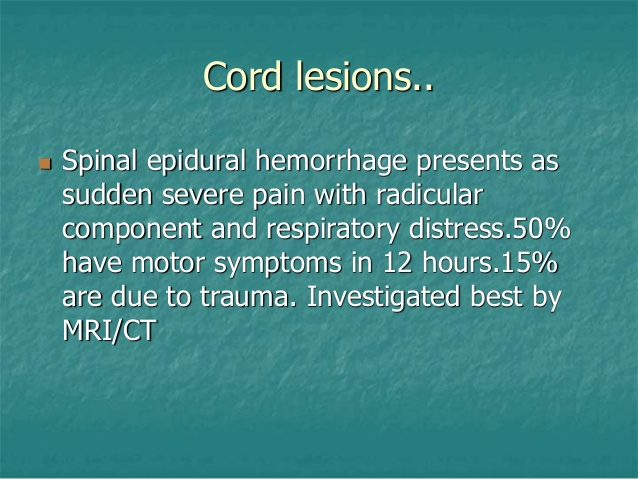 Cord lesions..
Spinal epidural hemorrhage presents as
sudden severe pain with radicular
component and respiratory distress.50%
have motor symptoms in 12 hours.15%
are due to trauma. Investigated best by
MRI/CT